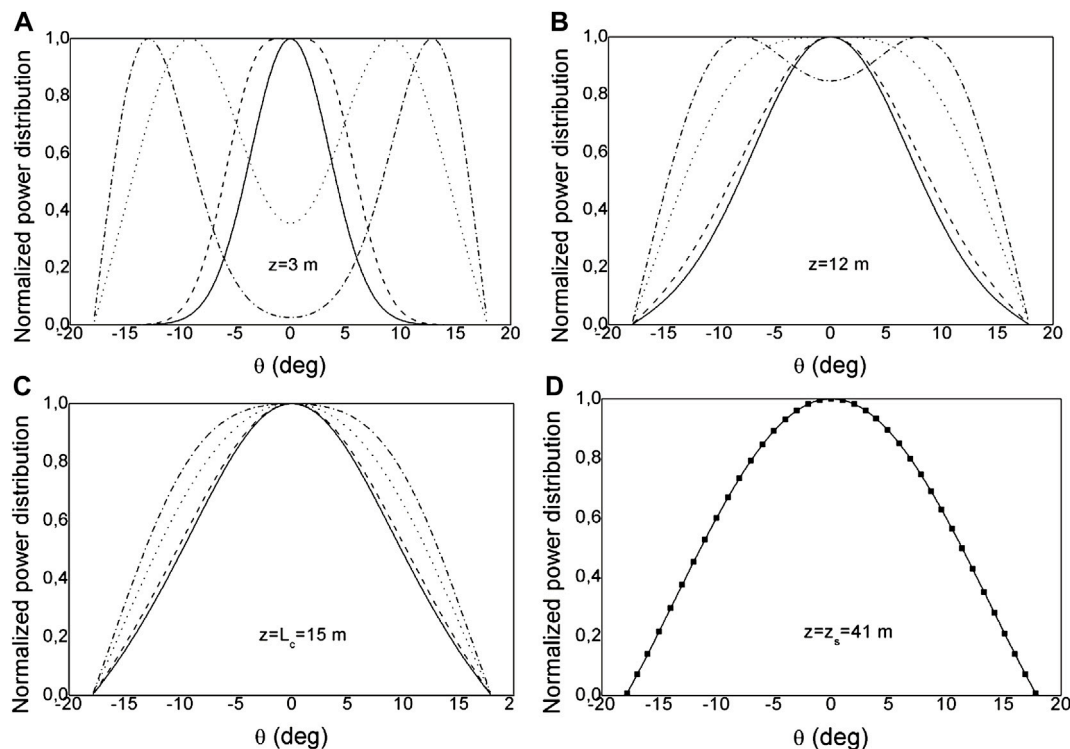 A
Normalized power distribution
1,0
0,8
0,6
0,4
0,2
0,0
z=3 m
-20 -15 -10 -5 0 5 10 15 20
θ (deg)
B
Normalized power distribution
1,0
0,8
0,6
0,4
0,2
0,0
z=12 m
-20 -15 -10 -5 0 5 10 15 20
θ (deg)
C
Normalized power distribution
1,0
0,8
0,6
0,4
0,2
0,0
z=L_c=15 m
-20 -15 -10 -5 0 5 10 15 2
θ (deg)
D
Normalized power distribution
1,0
0,8
0,6
0,4
0,2
0,0
z=z_s=41 m
-20 -15 -10 -5 0 5 10 15 20
θ (deg)